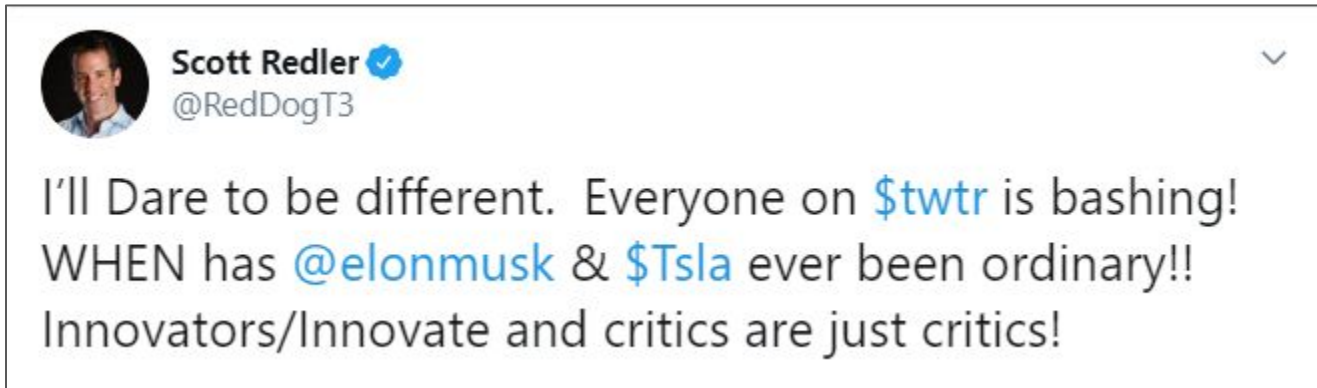 Scott Redler
@RedDogT3
I’ll Dare to be different.  Everyone on $twtr is bashing!
WHEN has @elonmusk & $Tsla ever been ordinary!!
Innovators/Innovate and critics are just critics!